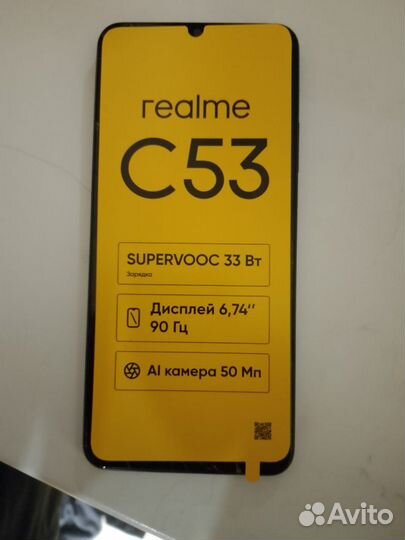 realme
C53
SUPERVOOC 33 Вт
Зарядка
Дисплей 6,74''
90 Гц
AI камера 50 Мп
Avito